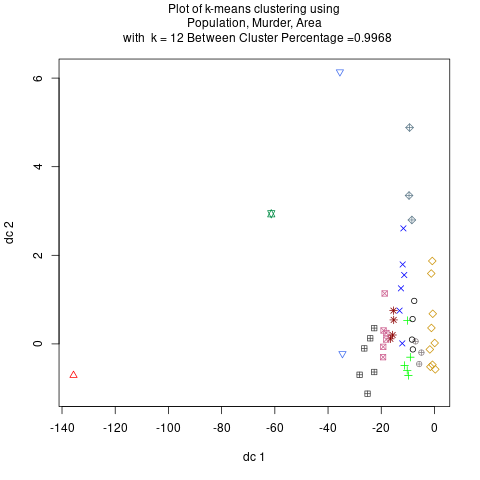 Plot of k-means clustering using
Population, Murder, Area
with k = 12 Between Cluster Percentage =0.9968
6
4
2
0
dc 2
-140
-120
-100
-80
-60
-40
-20
0
dc 1